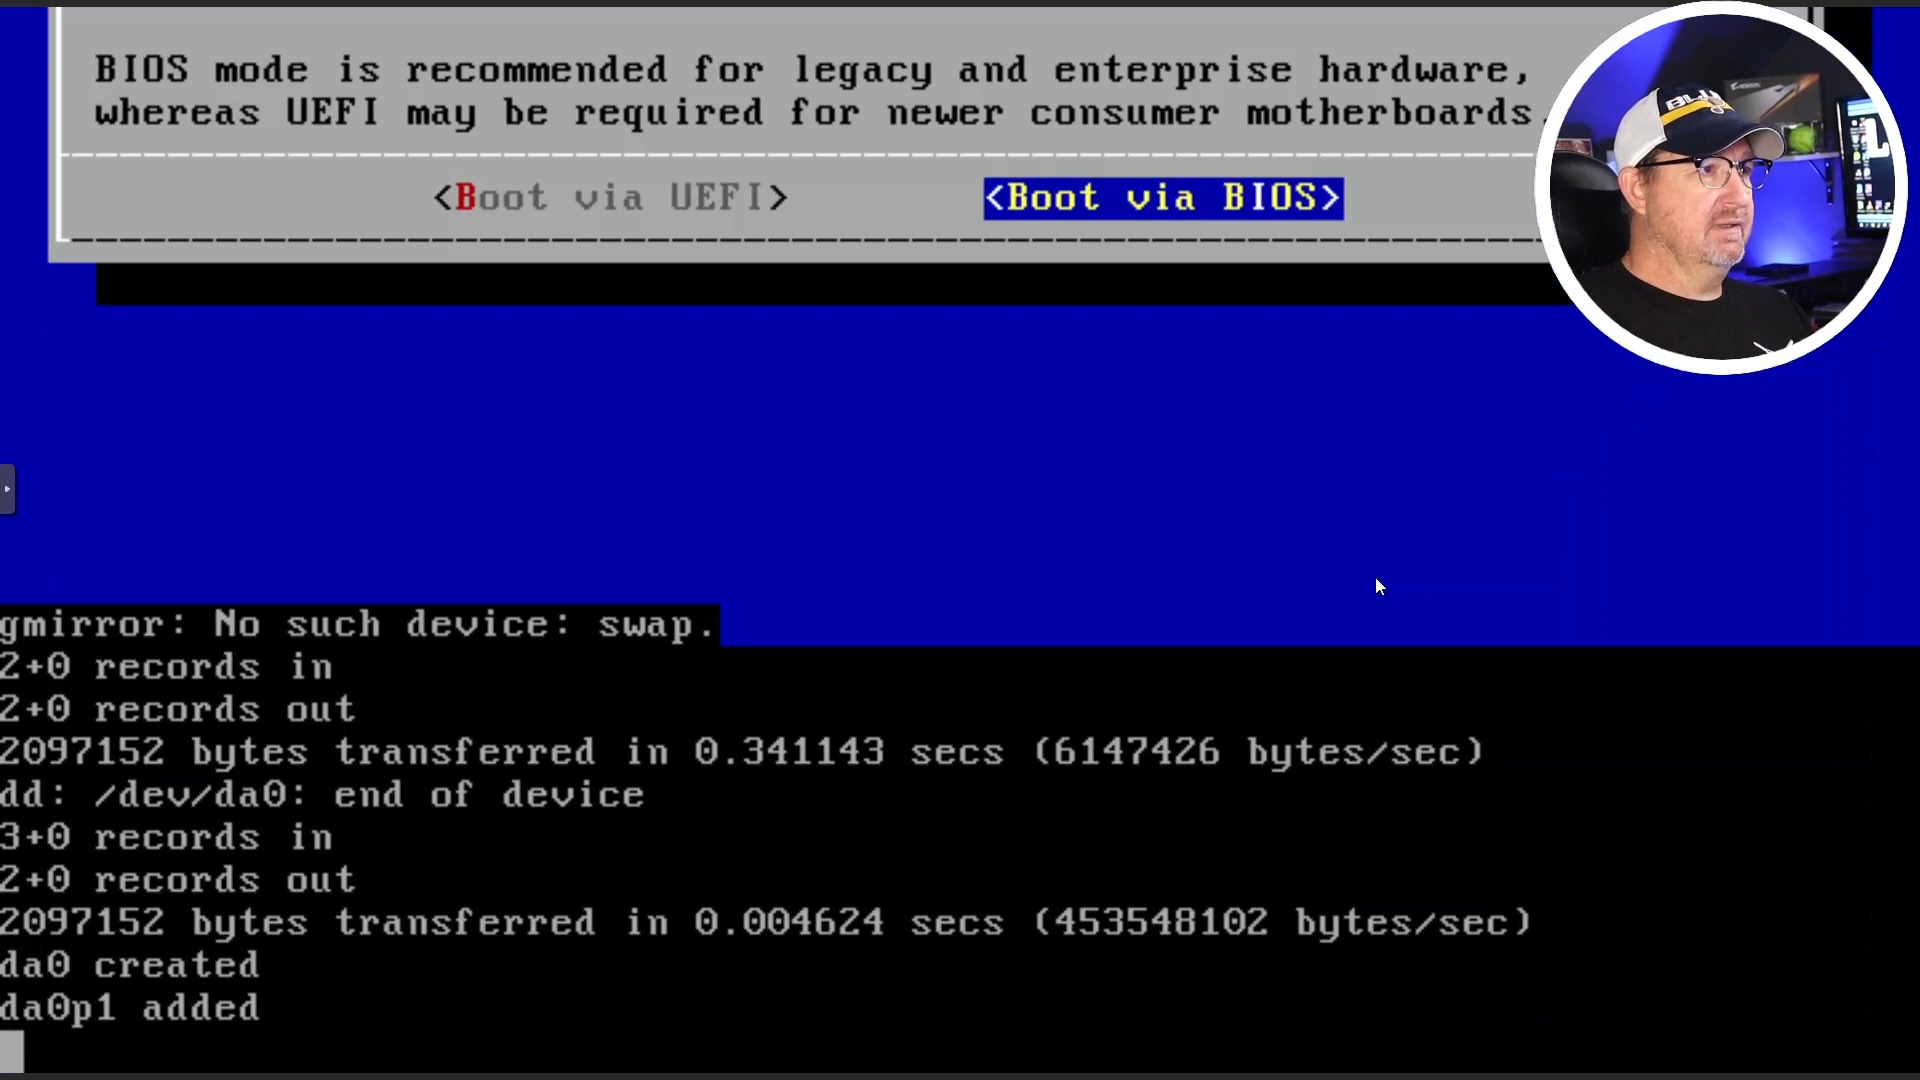 BIOS mode is recommended for legacy and enterprise hardware,
whereas UEFI may be required for newer consumer motherboards.
<Boot via UEFI> <Boot via BIOS>
gmirror: No such device: swap.
2+0 records in
2+0 records out
2097152 bytes transferred in 0.341143 secs (6147426 bytes/sec)
dd: /dev/da0: end of device
3+0 records in
2+0 records out
2097152 bytes transferred in 0.004624 secs (453548102 bytes/sec)
da0 created
da0p1 added